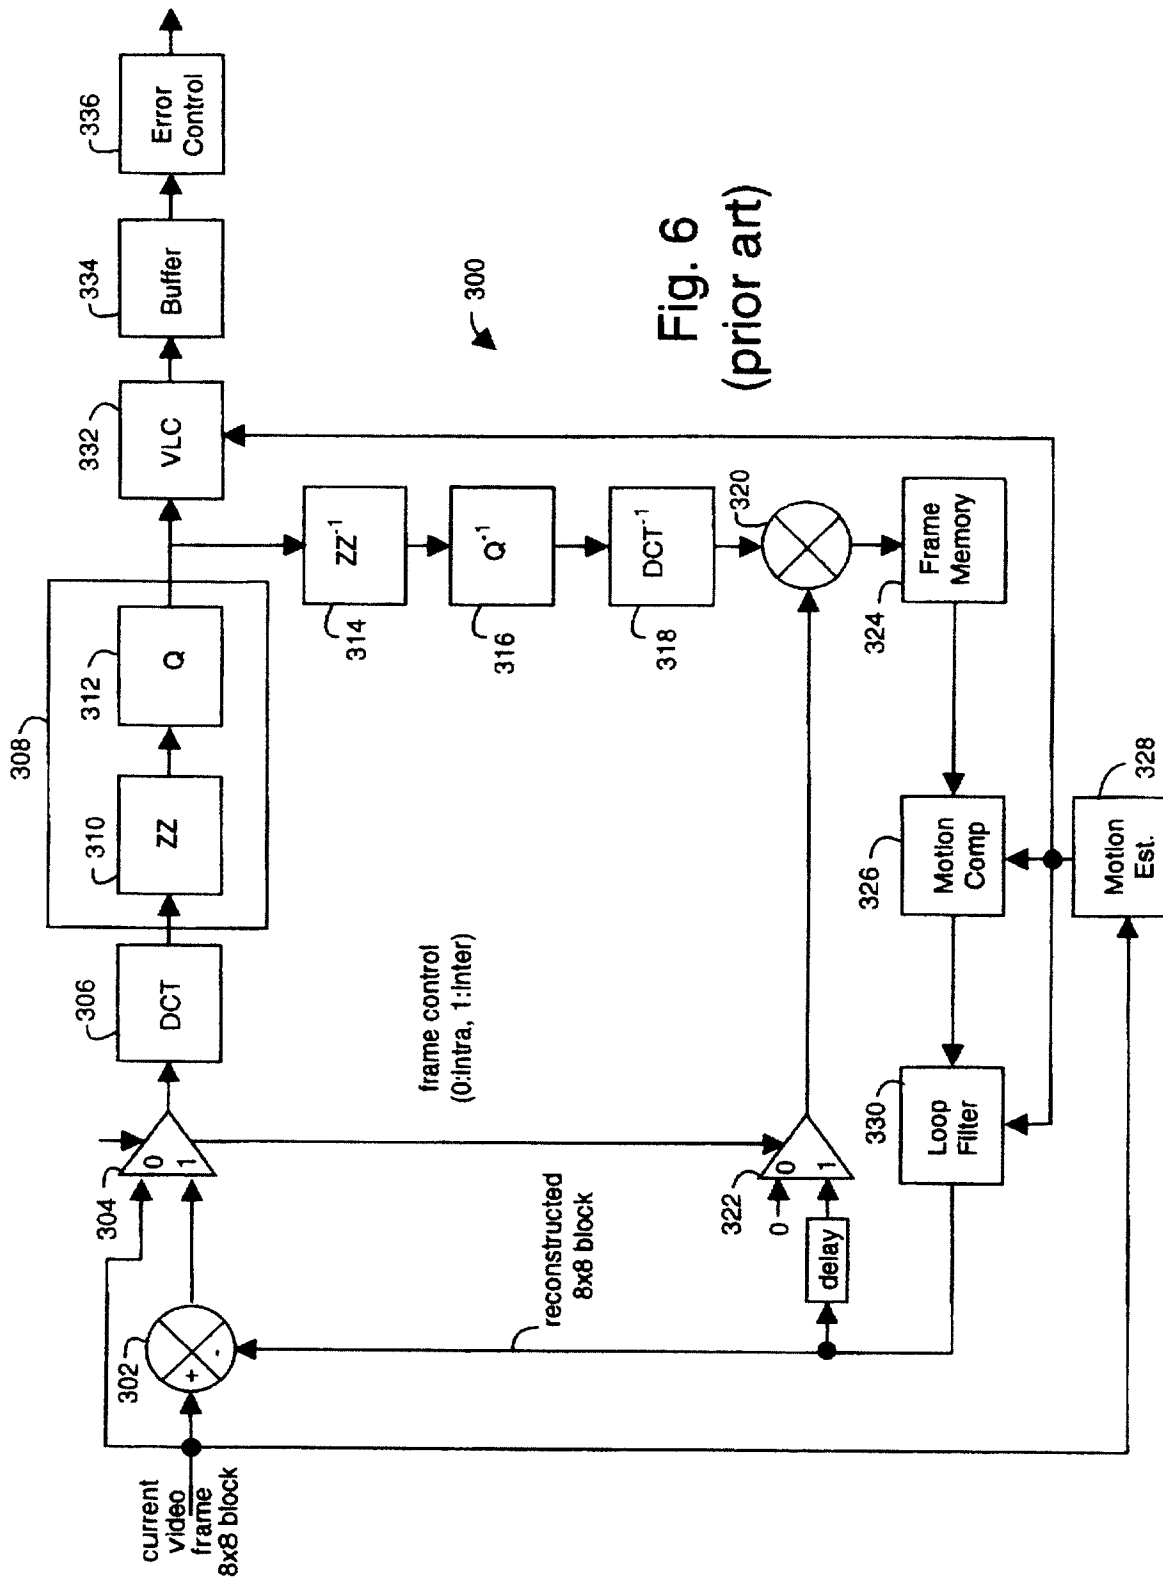 current
video
frame
8x8 block
302
+
-
304
0
1
306
DCT
308
310
ZZ
312
Q
332
VLC
334
Buffer
336
Error
Control
frame control
(0:Intra, 1:Inter)
300
314
ZZ-1
316
Q-1
318
DCT-1
320
reconstructed
8x8 block
322
0
0
1
delay
324
Frame
Memory
326
Motion
Comp
328
Motion
Est.
330
Loop
Filter
Fig. 6
(prior art)